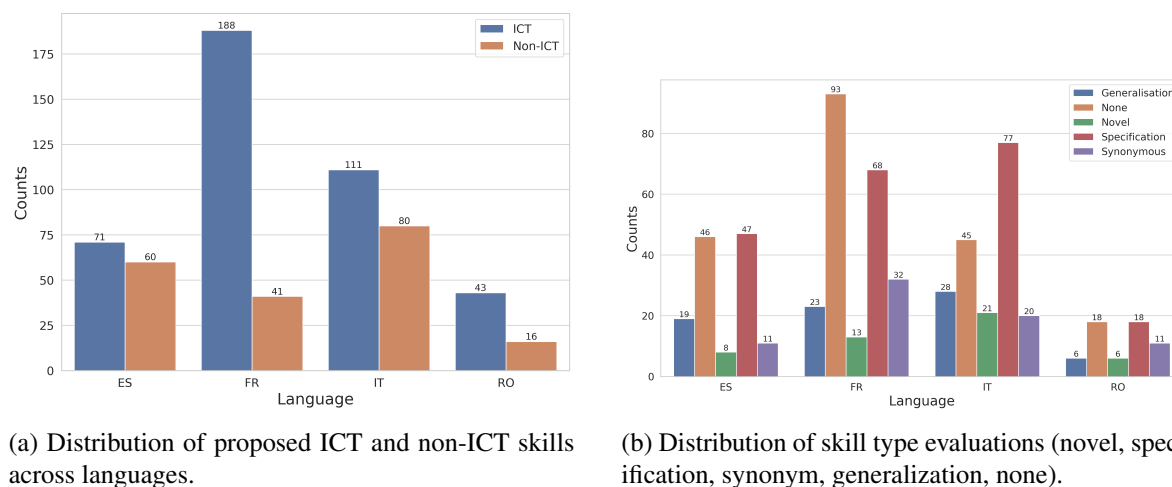 188
ICT
Non-ICT
175
150
125
111
100
80
75
71
60
50
43
41
25
16
0
ES FR IT RO
Counts
Language
(a) Distribution of proposed ICT and non-ICT skills
across languages.
93
Generalisation
None
Novel
Specification
Synonymous
80
77
68
60
46 47
45
40
32
28
23
19
20
21 20
18 18
13
8 11
11
6 6
0
ES FR IT RO
Counts
Language
(b) Distribution of skill type evaluations (novel, spec
ification, synonym, generalization, none).